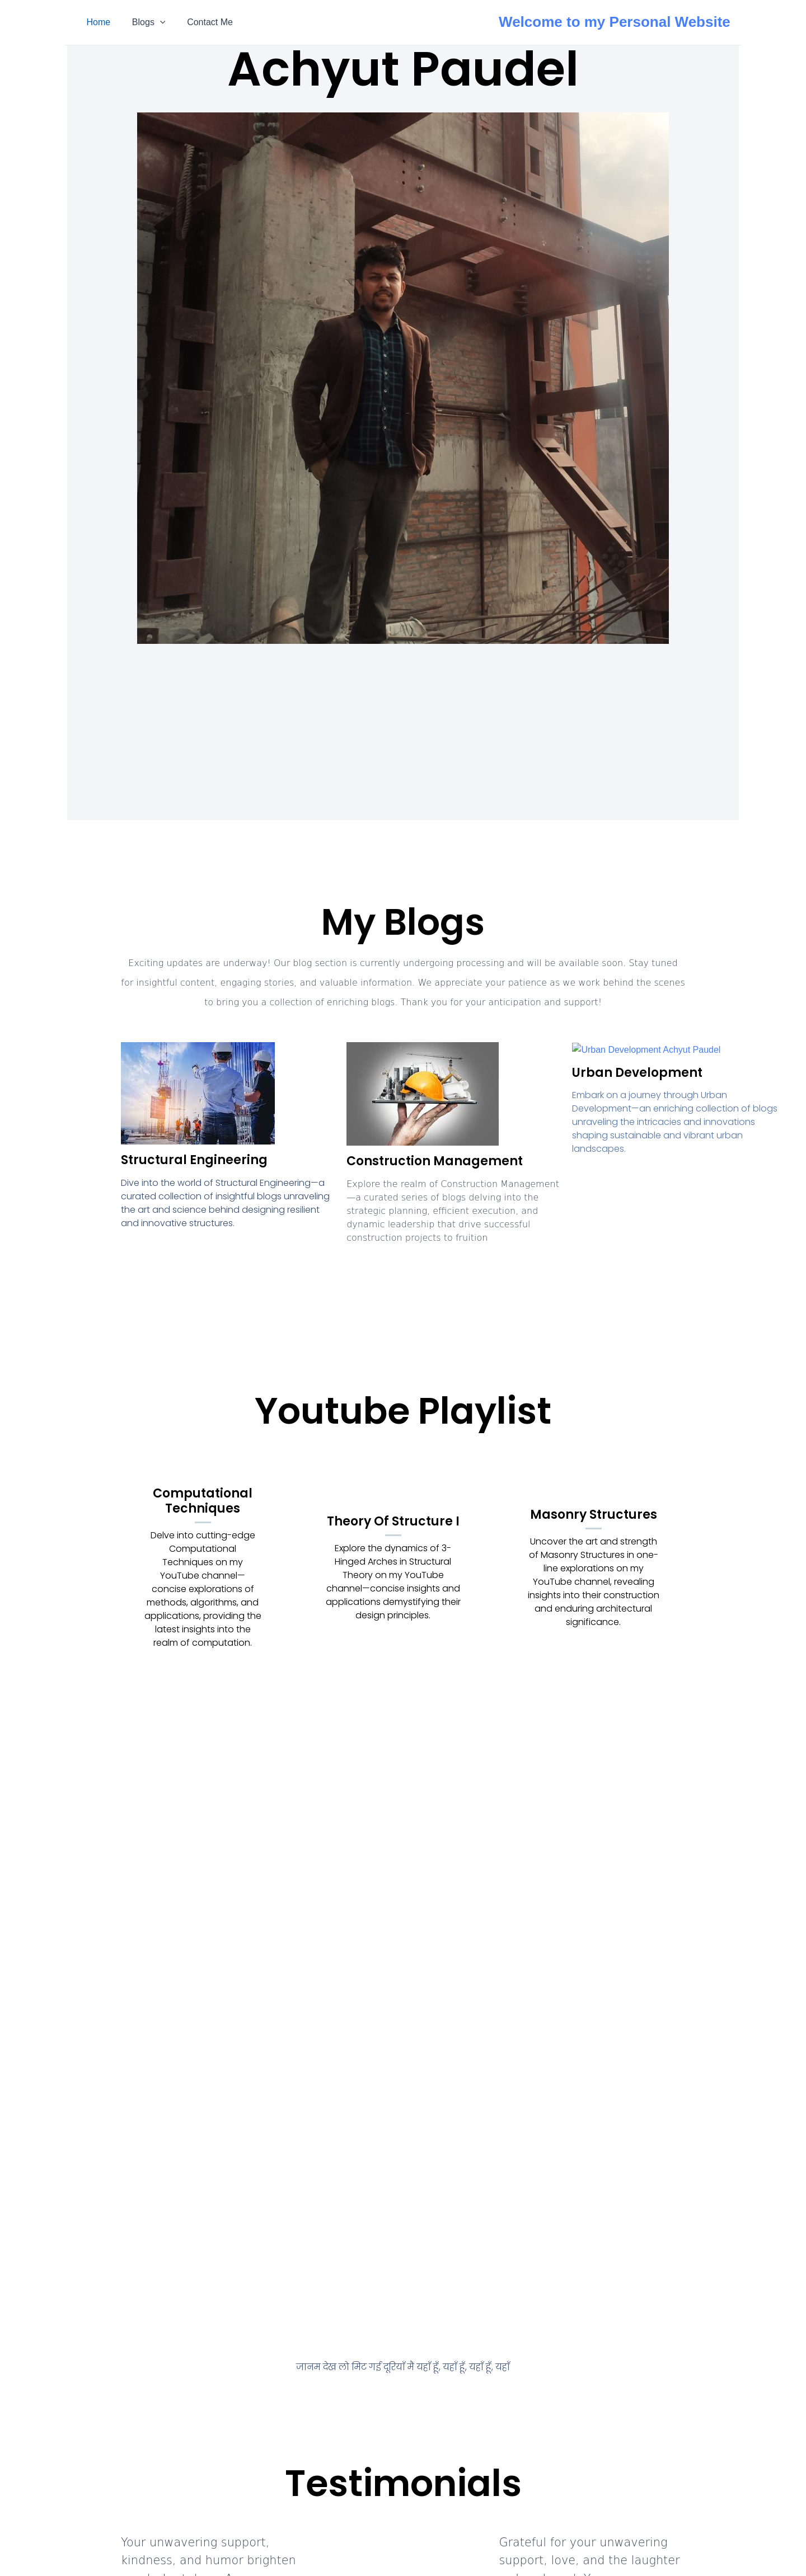 Home Blogs Contact Me
Welcome to my Personal Website
Achyut Paudel
My Blogs
Exciting updates are underway! Our blog section is currently undergoing processing and will be available soon. Stay tuned
for insightful content, engaging stories, and valuable information. We appreciate your patience as we work behind the scenes
to bring you a collection of enriching blogs. Thank you for your anticipation and support!
Structural Engineering
Dive into the world of Structural Engineering—a
curated collection of insightful blogs unraveling
the art and science behind designing resilient
and innovative structures.
Construction Management
Explore the realm of Construction Management
—a curated series of blogs delving into the
strategic planning, efficient execution, and
dynamic leadership that drive successful
construction projects to fruition
Urban Development Achyut Paudel
Urban Development
Embark on a journey through Urban
Development—an enriching collection of blogs
unraveling the intricacies and innovations
shaping sustainable and vibrant urban
landscapes.
Youtube Playlist
Computational
Techniques
Delve into cutting-edge
Computational
Techniques on my
YouTube channel—
concise explorations of
methods, algorithms, and
applications, providing the
latest insights into the
realm of computation.
Theory Of Structure I
Explore the dynamics of 3-
Hinged Arches in Structural
Theory on my YouTube
channel—concise insights and
applications demystifying their
design principles.
Masonry Structures
Uncover the art and strength
of Masonry Structures in one-
line explorations on my
YouTube channel, revealing
insights into their construction
and enduring architectural
significance.
जानम देख लो मिट गईं दूरियाँ मैं यहाँ हूँ, यहाँ हूँ, यहाँ हूँ, यहाँ
Testimonials
Your unwavering support,
kindness, and humor brighten
Grateful for your unwavering
support, love, and the laughter